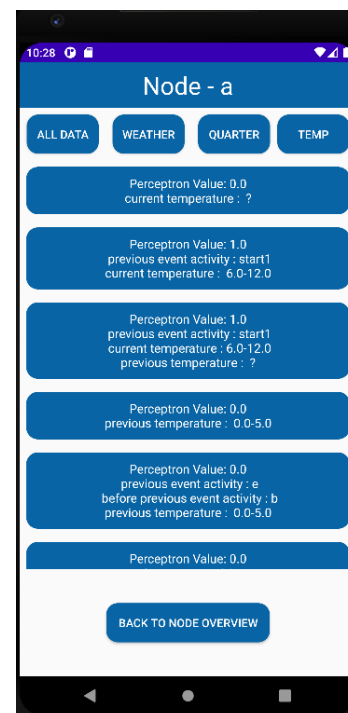 10:28
Node - a
ALL DATA WEATHER QUARTER TEMP
Perceptron Value: 0.0
current temperature : ?
Perceptron Value: 1.0
previous event activity : start1
current temperature : 6.0-12.0
Perceptron Value: 1.0
previous event activity : start1
current temperature : 6.0-12.0
previous temperature : ?
Perceptron Value: 0.0
previous temperature : 0.0-5.0
Perceptron Value: 0.0
previous event activity : e
before previous event activity : b
previous temperature : 0.0-5.0
Perceptron Value: 0.0
BACK TO NODE OVERVIEW